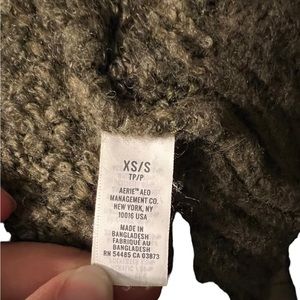 XS/S
TP/P
AERIE™ AEO
MANAGEMENT CO.
NEW YORK, NY
10016 USA
MADE IN
BANGLADESH
FABRIQUÉ AU
BANGLADESH
RN 54485 CA 03873